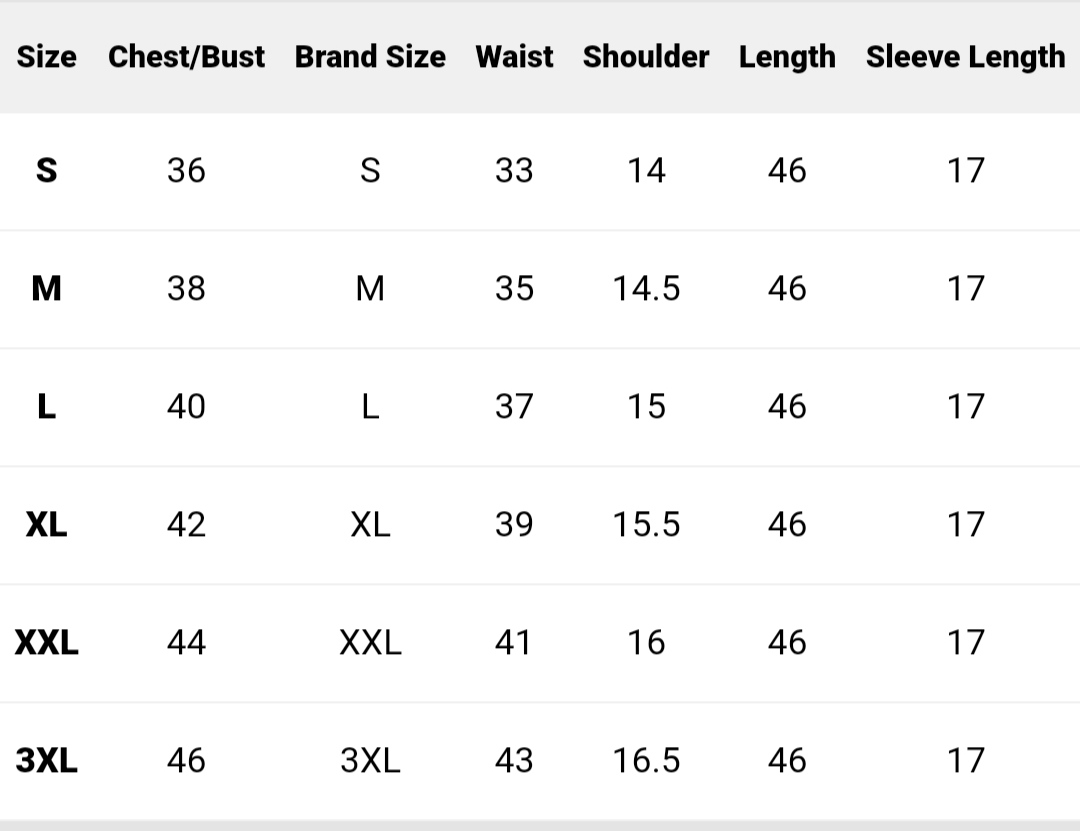 Size Chest/Bust Brand Size Waist Shoulder Length Sleeve Length
S 36 S 33 14 46 17
M 38 M 35 14.5 46 17
L 40 L 37 15 46 17
XL 42 XL 39 15.5 46 17
XXL 44 XXL 41 16 46 17
3XL 46 3XL 43 16.5 46 17